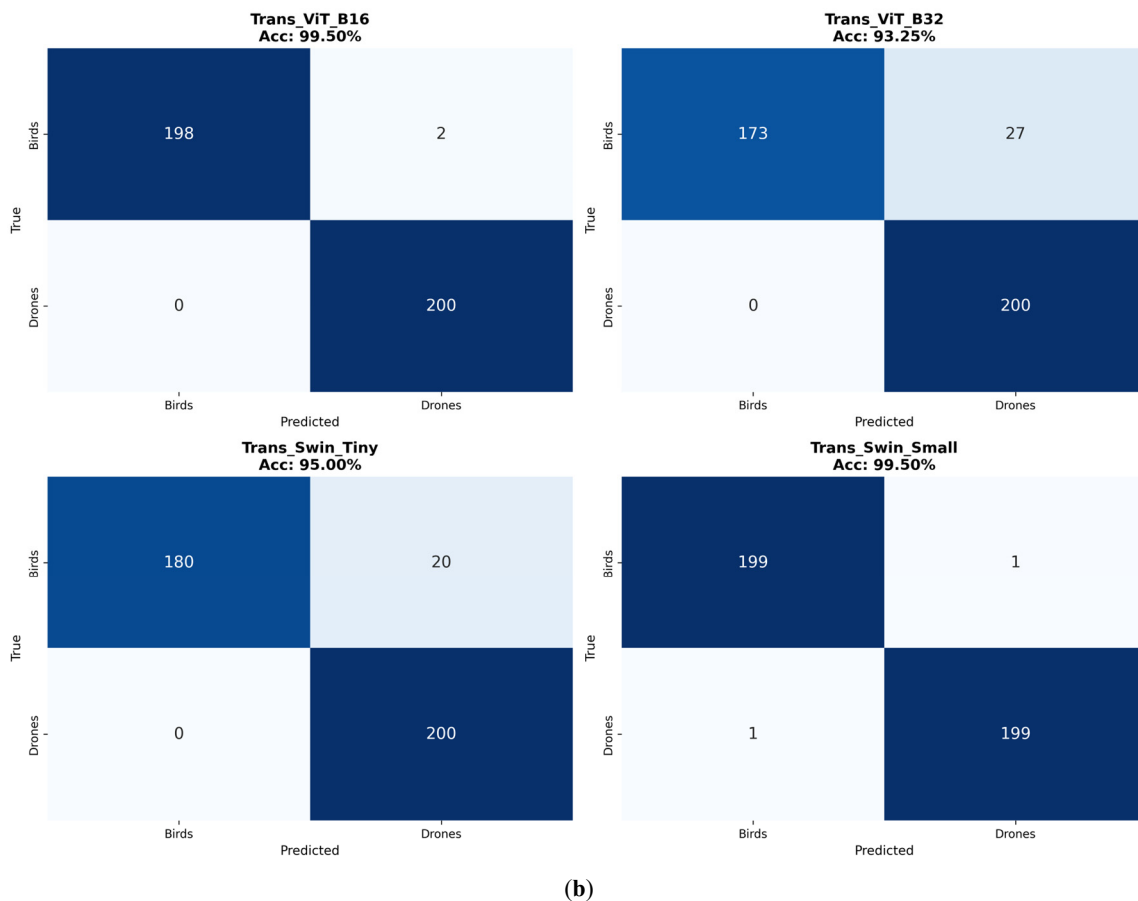 Trans_ViT_B16
Acc: 99.50%
True
Birds
198
2
Drones
0
200
Birds
Drones
Predicted
Trans_ViT_B32
Acc: 93.25%
True
Birds
173
27
Drones
0
200
Birds
Drones
Predicted
Trans_Swin_Tiny
Acc: 95.00%
True
Birds
180
20
Drones
0
200
Birds
Drones
Predicted
Trans_Swin_Small
Acc: 99.50%
True
Birds
199
1
Drones
1
199
Birds
Drones
Predicted
(b)